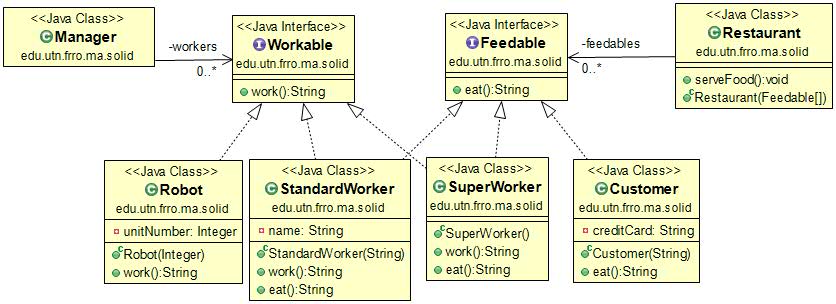 <<Java Class>>
Manager
edu.utn.frro.ma.solid
-workers
0..*
<<Java Interface>>
Workable
edu.utn.frro.ma.solid
work():String
<<Java Interface>>
Feedable
edu.utn.frro.ma.solid
eat():String
-feedables
0..*
<<Java Class>>
Restaurant
edu.utn.frro.ma.solid
serveFood():void
Restaurant(Feedable[])
<<Java Class>>
Robot
edu.utn.frro.ma.solid
unitNumber: Integer
Robot(Integer)
work():String
<<Java Class>>
StandardWorker
edu.utn.frro.ma.solid
name: String
StandardWorker(String)
work():String
eat():String
<<Java Class>>
SuperWorker
edu.utn.frro.ma.solid
SuperWorker()
work():String
eat():String
<<Java Class>>
Customer
edu.utn.frro.ma.solid
creditCard: String
Customer(String)
eat():String